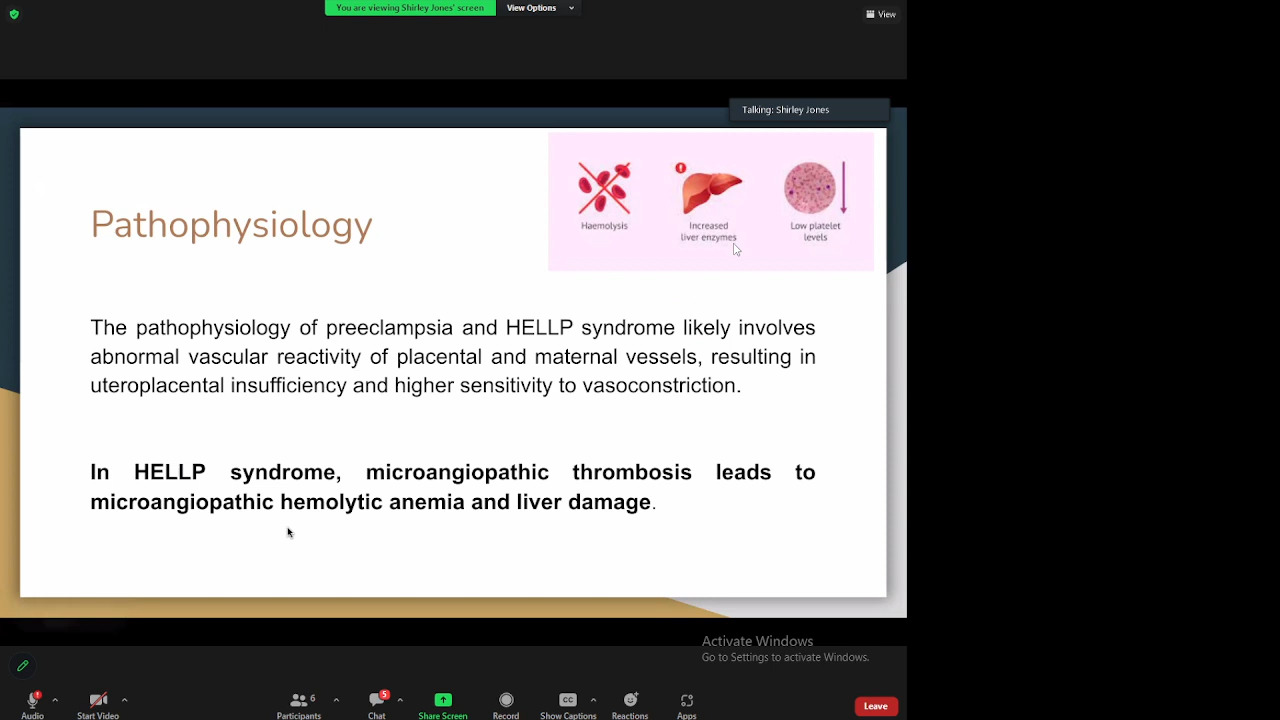 You are viewing Shirley Jones' screen
View Options
View
Talking: Shirley Jones
Haemolysis
Increased
liver enzymes
Low platelet
levels
Pathophysiology
The pathophysiology of preeclampsia and HELLP syndrome likely involves
abnormal vascular reactivity of placental and maternal vessels, resulting in
uteroplacental insufficiency and higher sensitivity to vasoconstriction.
In HELLP syndrome, microangiopathic thrombosis leads to
microangiopathic hemolytic anemia and liver damage.
Activate Windows
Go to Settings to activate Windows.
6
5
CC
Audio
Start Video
Participants
Chat
Share Screen
Record
Show Captions
Reactions
Apps
Leave